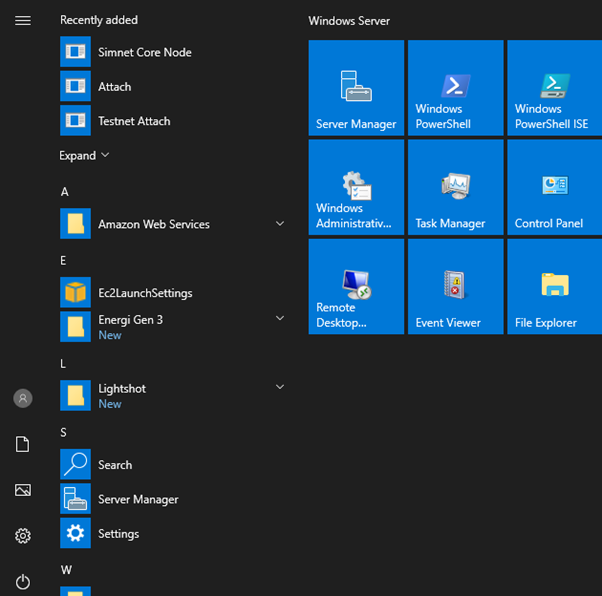 Recently added
Simnet Core Node
Attach
Testnet Attach
Expand
A
Amazon Web Services
E
Ec2LaunchSettings
Energi Gen 3
New
L
Lightshot
New
S
Search
Server Manager
Settings
W
Windows Server
Server Manager
Windows
PowerShell
Windows
PowerShell ISE
Windows
Administrativ...
Task Manager
Control Panel
Remote
Desktop...
Event Viewer
File Explorer